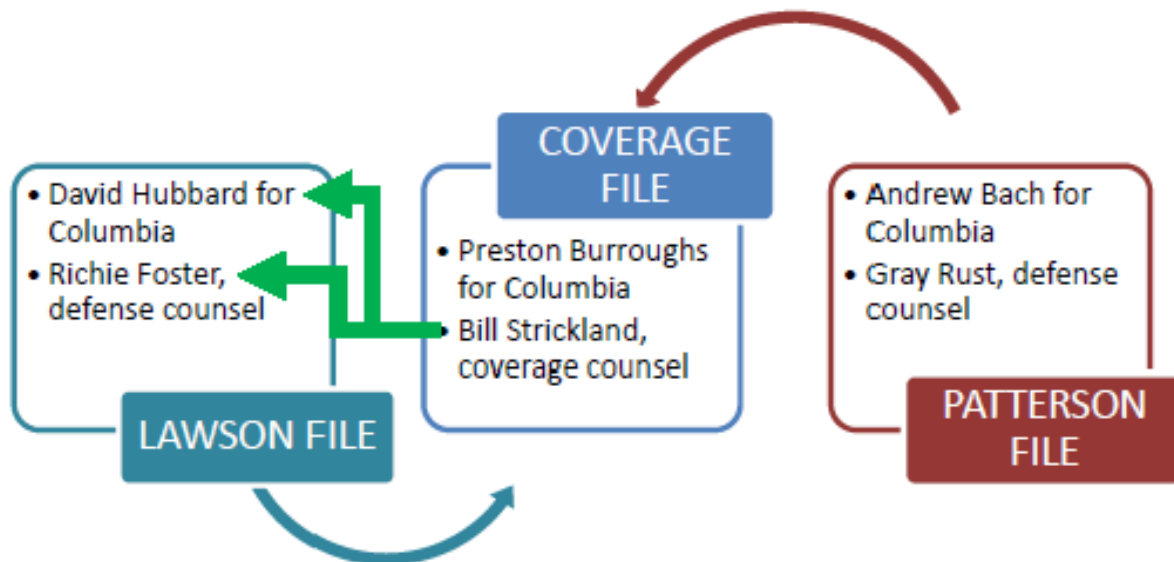 • David Hubbard for
Columbia
• Richie Foster,
defense counsel
LAWSON FILE
COVERAGE
FILE
• Preston Burroughs
for Columbia
• Bill Strickland,
coverage counsel
• Andrew Bach for
Columbia
• Gray Rust, defense
counsel
PATTERSON
FILE